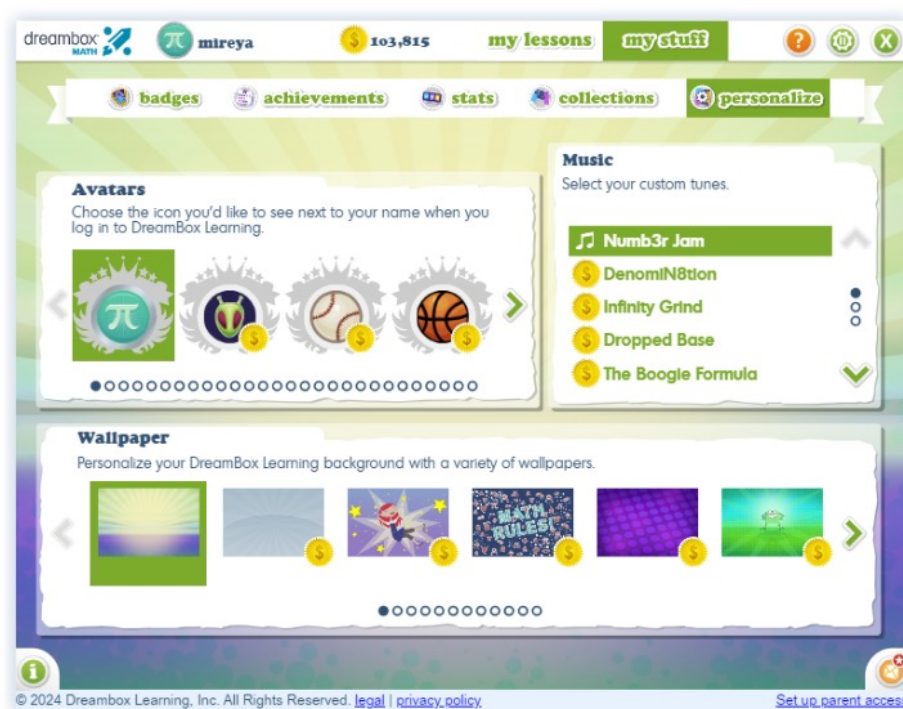 dreambox MATH
mireya
103,815
my lessons
my stuff
?
X
badges
achievements
stats
collections
personalize
Avatars
Choose the icon you'd like to see next to your name when you
log in to DreamBox Learning.
π
Music
Select your custom tunes.
Numb3r Jam
DenomiN8tion
Infinity Grind
Dropped Base
The Boogie Formula
Wallpaper
Personalize your DreamBox Learning background with a variety of wallpapers.
MATH
RULES!
i
© 2024 Dreambox Learning, Inc. All Rights Reserved. legal | privacy policy
Set up parent access